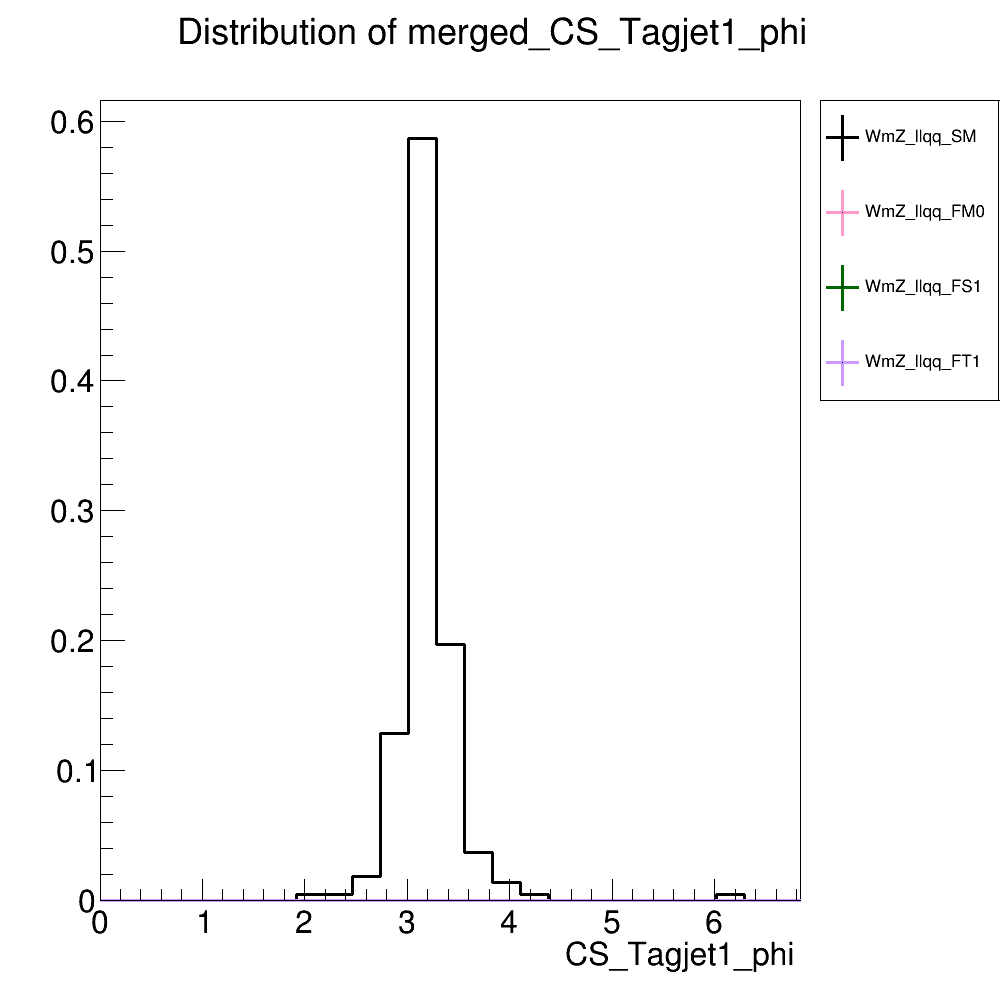 Distribution of merged_CS_Tagjet1_phi
0.6
0.5
0.4
0.3
0.2
0.1
0
0 1 2 3 4 5 6
CS_Tagjet1_phi
WmZ_llqq_SM
WmZ_llqq_FM0
WmZ_llqq_FS1
WmZ_llqq_FT1